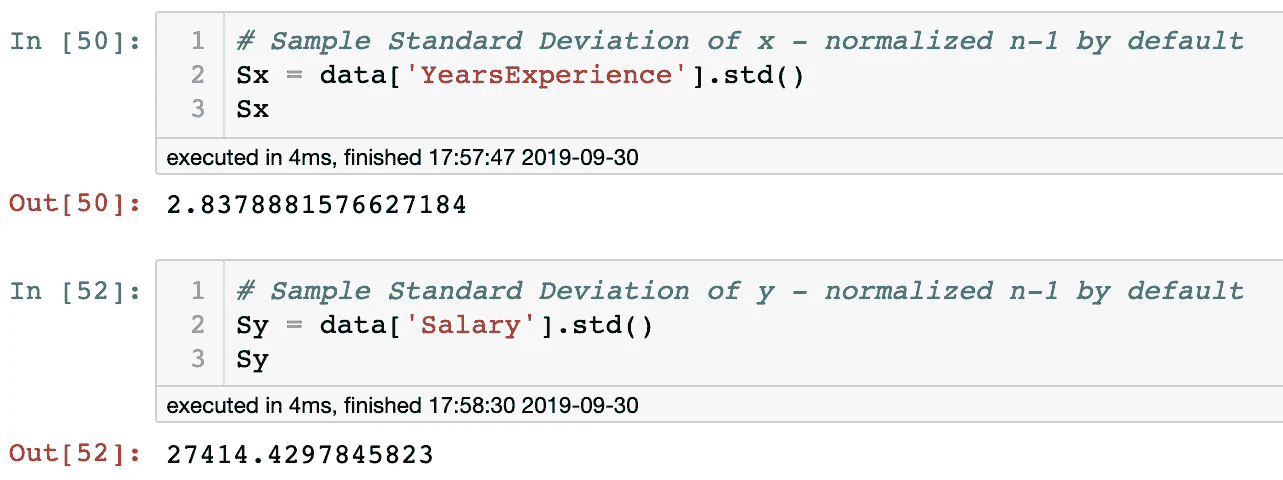 In [50]: 1 # Sample Standard Deviation of x - normalized n-1 by default
2 Sx = data['YearsExperience'].std()
3 Sx
executed in 4ms, finished 17:57:47 2019-09-30
Out[50]: 2.8378881576627184
In [52]: 1 # Sample Standard Deviation of y - normalized n-1 by default
2 Sy = data['Salary'].std()
3 Sy
executed in 4ms, finished 17:58:30 2019-09-30
Out[52]: 27414.4297845823